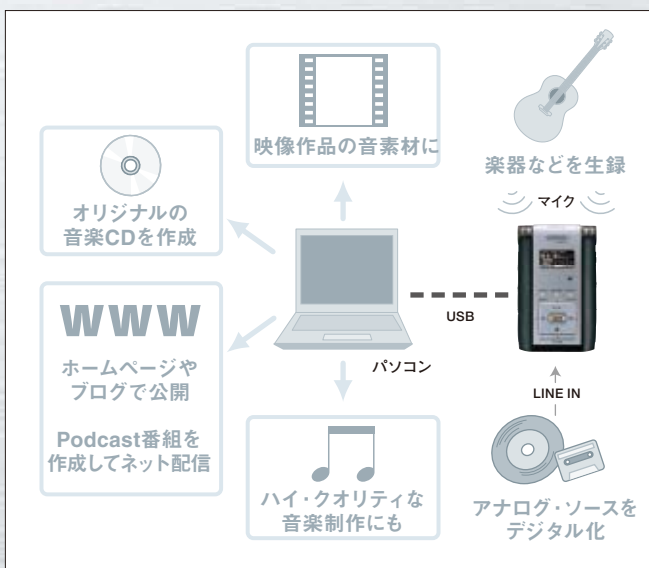 映像作品の音素材に
楽器などを生録
マイク
オリジナルの
音楽CDを作成
USB
パソコン
WWW
ホームページや
ブログで公開
Podcast番組を
作成してネット配信
LINE IN
ハイ・クオリティな
音楽制作にも
アナログ・ソースを
デジタル化